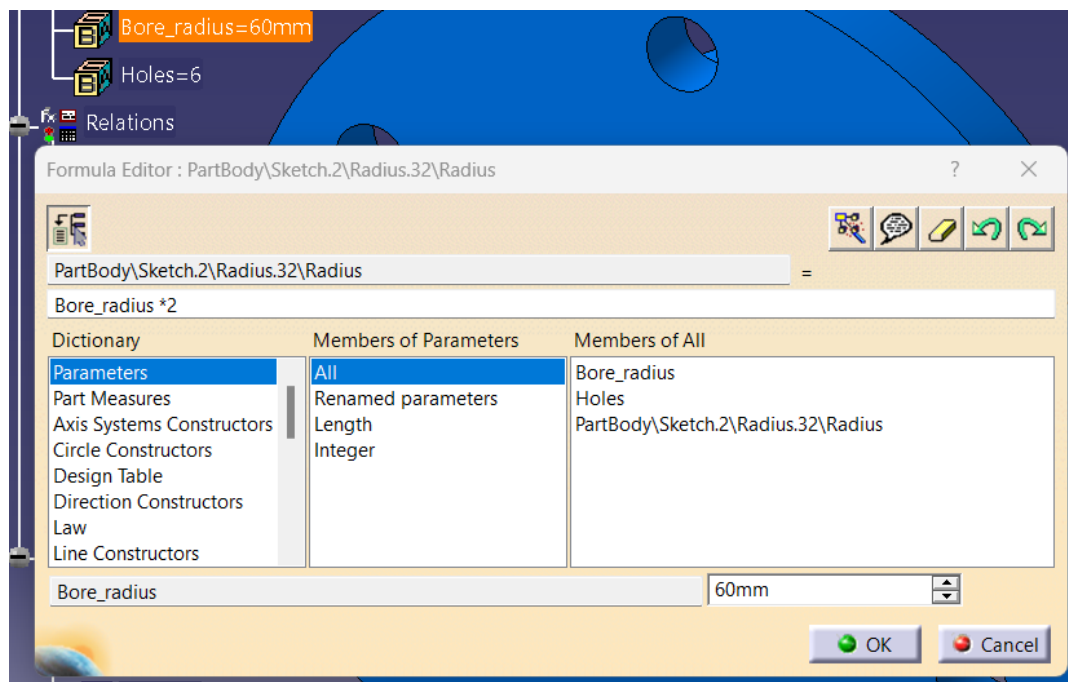 Bore_radius=60mm
Holes=6
Relations
Formula Editor : PartBody\Sketch.2\Radius.32\Radius
PartBody\Sketch.2\Radius.32\Radius =
Bore_radius *2
Dictionary Members of Parameters Members of All
Parameters All Bore_radius
Part Measures Renamed parameters Holes
Axis Systems Constructors Length PartBody\Sketch.2\Radius.32\Radius
Circle Constructors Integer
Design Table
Direction Constructors
Law
Line Constructors
Bore_radius 60mm
OK Cancel